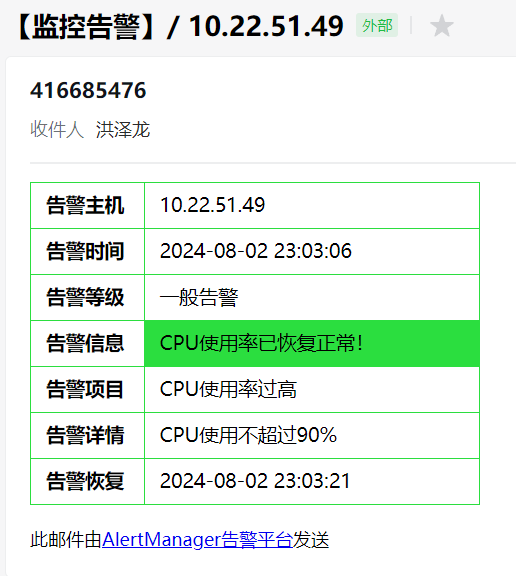 【监控告警】/ 10.22.51.49 外部
416685476
收件人 洪泽龙
告警主机 10.22.51.49
告警时间 2024-08-02 23:03:06
告警等级 一般告警
告警信息 CPU使用率已恢复正常！
告警项目 CPU使用率过高
告警详情 CPU使用不超过90%
告警恢复 2024-08-02 23:03:21
此邮件由AlertManager告警平台发送